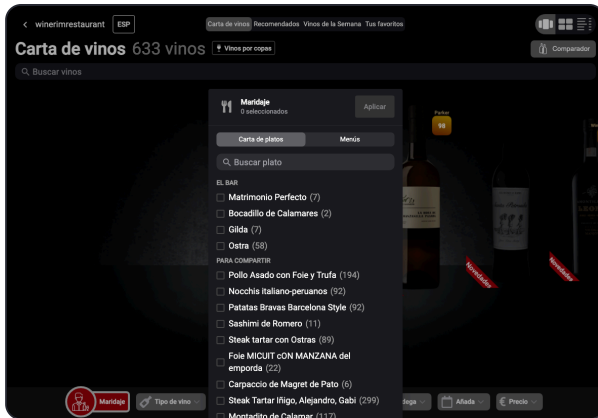 winerimrestaurant ESP Carta de vinos Recomendados Vinos de la Semana Tus favoritos
Carta de vinos 633 vinos Vinos por copas Comparador
Buscar vinos
Maridaje
0 seleccionados
Aplicar
Parker
98
Carta de platos Menús
Buscar plato
EL BAR
Matrimonio Perfecto (7)
Bocadillo de Calamares (2)
Gilda (7)
Ostra (58)
PARA COMPARTIR
Novedades Novedades
Pollo Asado con Foie y Trufa (194)
Nocchis italiano-peruanos (92)
Patatas Bravas Barcelona Style (92)
Sashimi de Romero (11)
Steak tartar con Ostras (89)
Foie MICUIT cON MANZANA del
emporda (22)
Carpaccio de Magret de Pato (6)
Maridaje Tipo de vino Steak Tartar Iñigo, Alejandro, Gabi (299) dega Añada Precio
Montadito de Calamar (117)